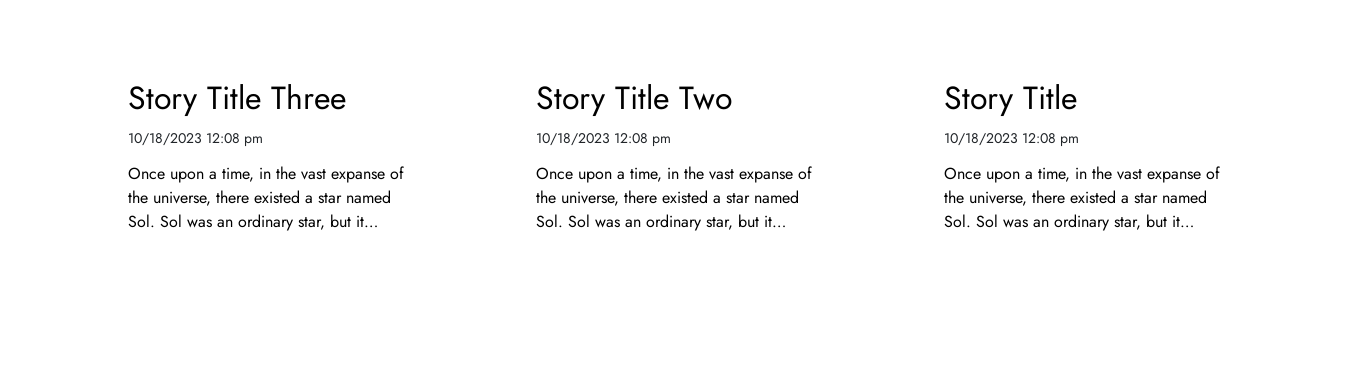 Story Title Three
10/18/2023 12:08 pm
Once upon a time, in the vast expanse of
the universe, there existed a star named
Sol. Sol was an ordinary star, but it...
Story Title Two
10/18/2023 12:08 pm
Once upon a time, in the vast expanse of
the universe, there existed a star named
Sol. Sol was an ordinary star, but it...
Story Title
10/18/2023 12:08 pm
Once upon a time, in the vast expanse of
the universe, there existed a star named
Sol. Sol was an ordinary star, but it...